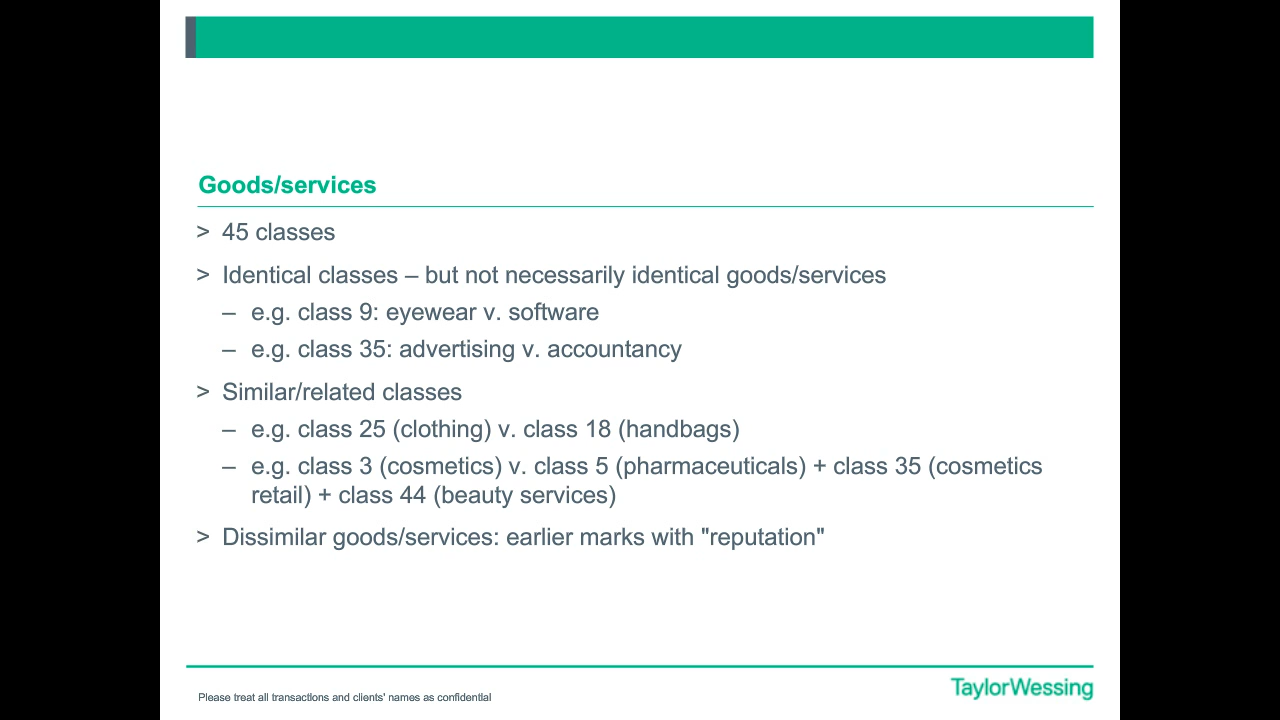 Goods/services
> 45 classes
> Identical classes – but not necessarily identical goods/services
– e.g. class 9: eyewear v. software
– e.g. class 35: advertising v. accountancy
> Similar/related classes
– e.g. class 25 (clothing) v. class 18 (handbags)
– e.g. class 3 (cosmetics) v. class 5 (pharmaceuticals) + class 35 (cosmetics
retail) + class 44 (beauty services)
> Dissimilar goods/services: earlier marks with "reputation"
Please treat all transactions and clients' names as confidential
TaylorWessing